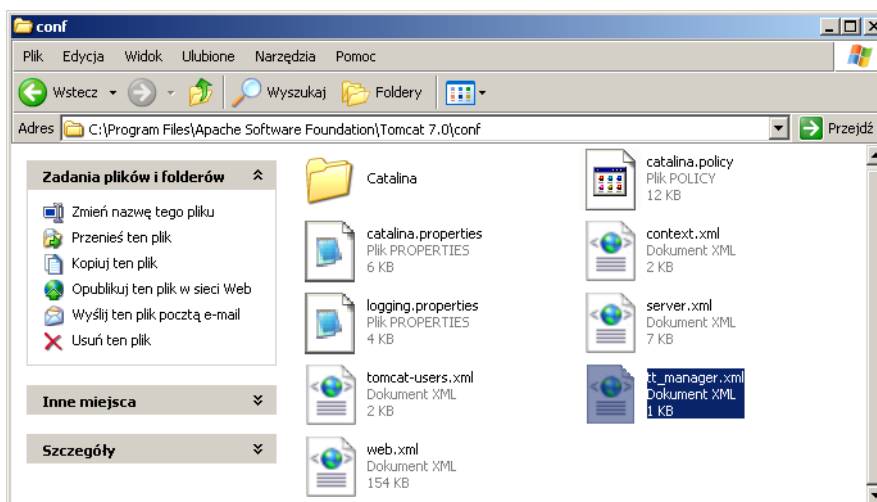 conf
Plik Edycja Widok Ulubione Narzędzia Pomoc
Wstecz Wyszukaj Foldery
Adres C:\Program Files\Apache Software Foundation\Tomcat 7.0\conf Przejdź
Zadania plików i folderów
Zmień nazwę tego pliku
Przenieś ten plik
Kopiuj ten plik
Opublikuj ten plik w sieci Web
Wyślij ten plik pocztą e-mail
Usuń ten plik
Inne miejsca
Szczegóły
Catalina
catalina.policy
Plik POLICY
12 KB
catalina.properties
Plik PROPERTIES
6 KB
context.xml
Dokument XML
2 KB
logging.properties
Plik PROPERTIES
4 KB
server.xml
Dokument XML
7 KB
tomcat-users.xml
Dokument XML
2 KB
tt_manager.xml
Dokument XML
1 KB
web.xml
Dokument XML
154 KB